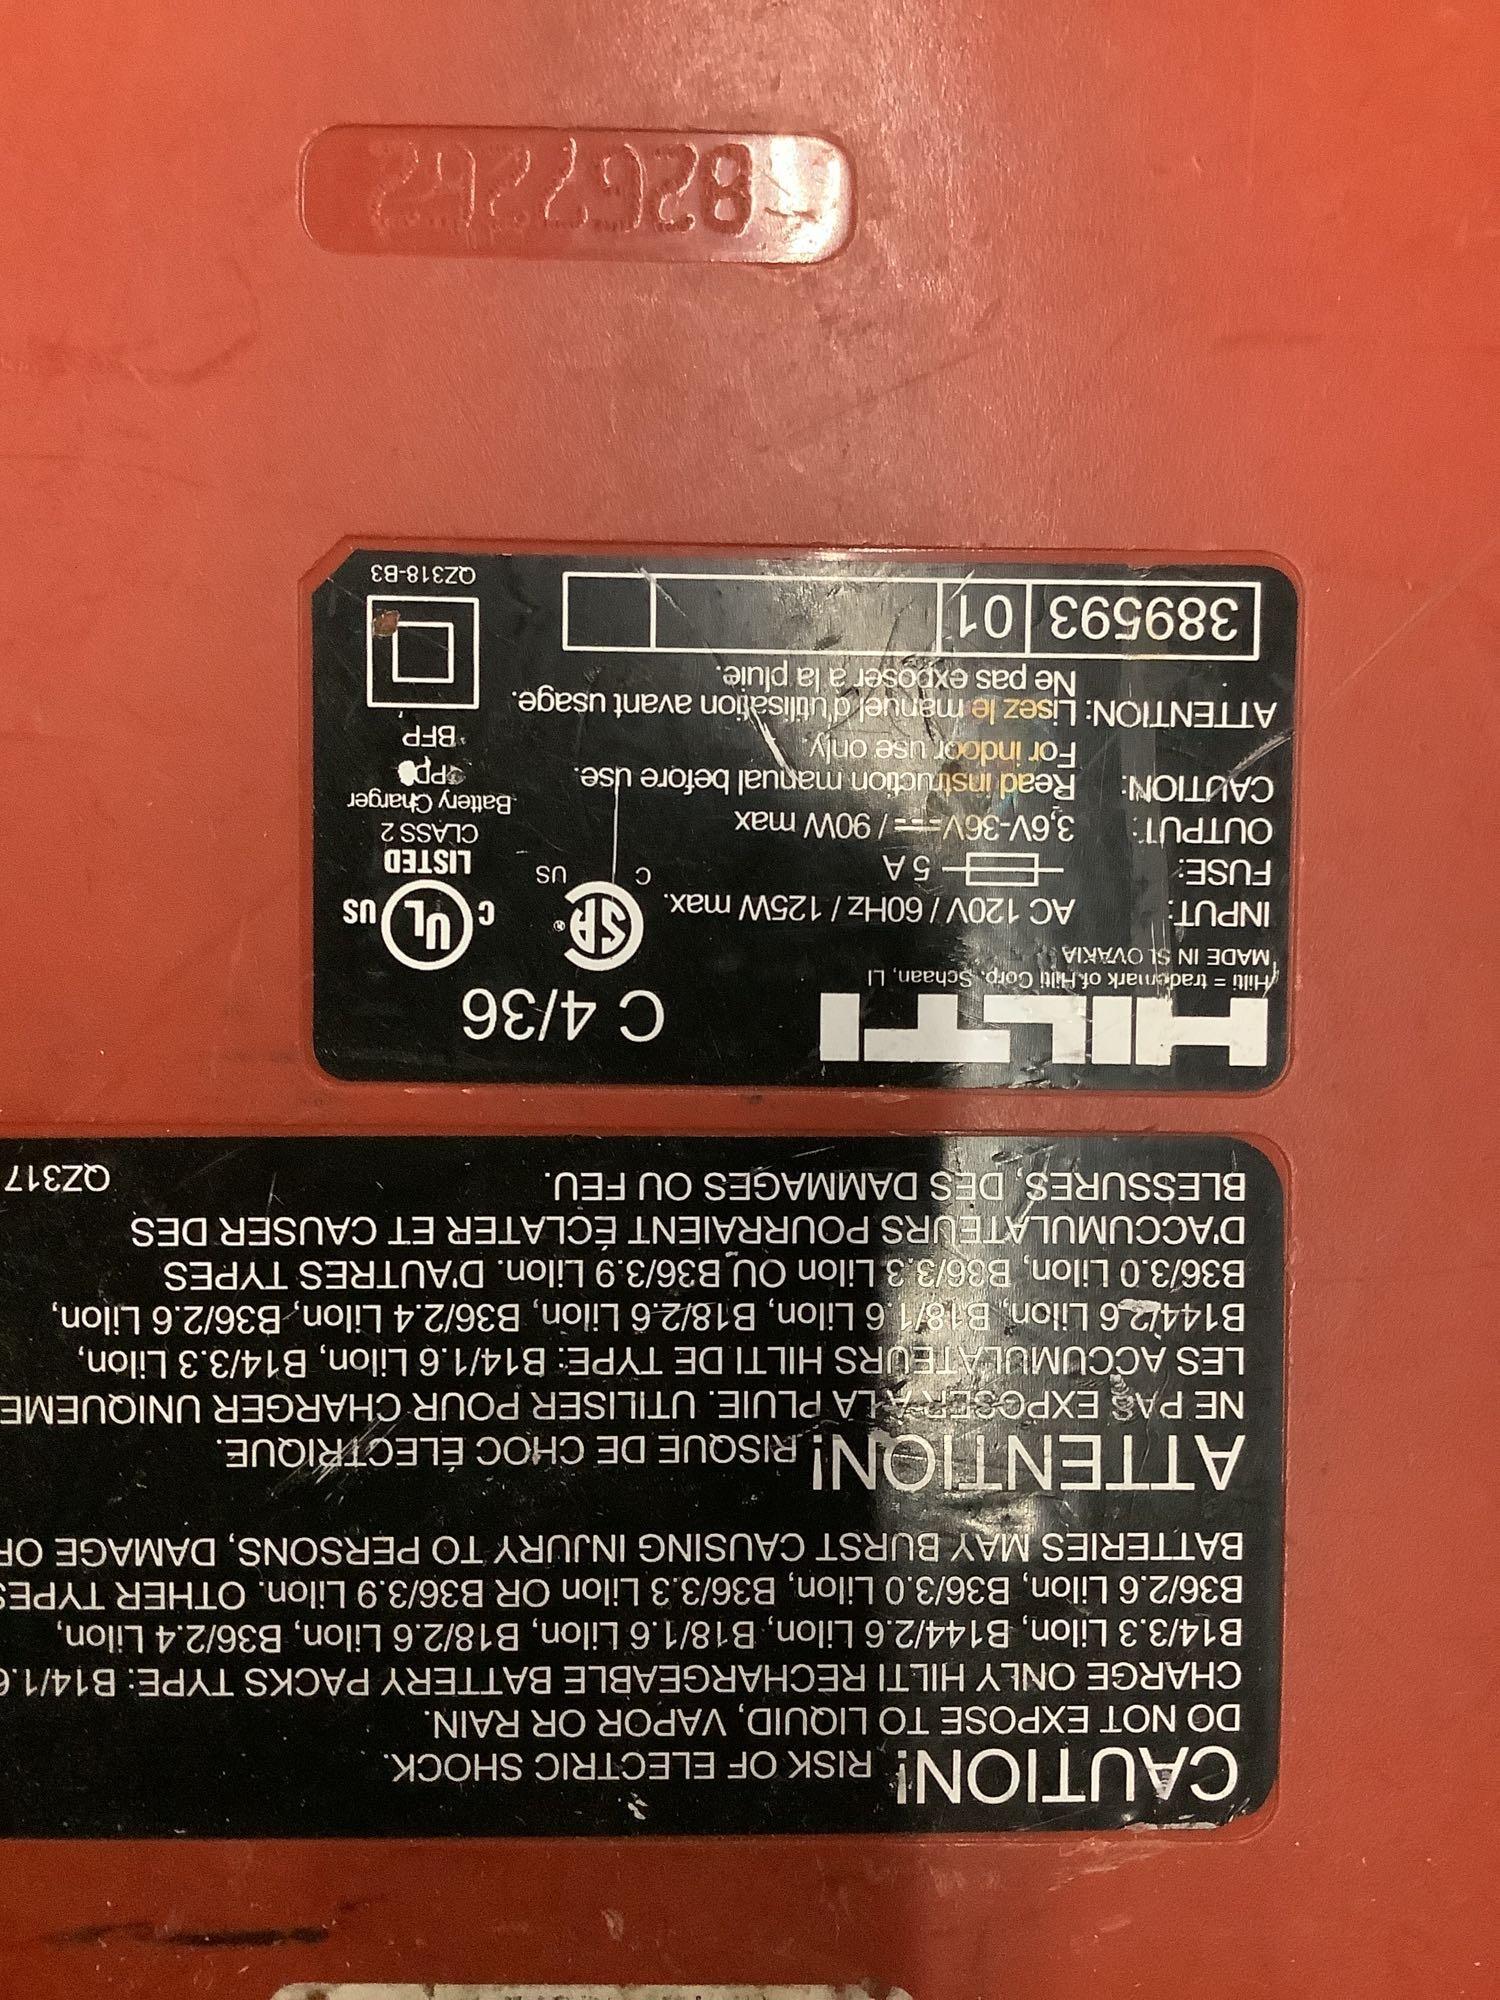 CAUTION! RISK OF ELECTRIC SHOCK.
DO NOT EXPOSE TO LIQUID, VAPOR OR RAIN.
CHARGE ONLY HILTI RECHARGEABLE BATTERY PACKS TYPE: B14/1.6
B14/3.3 LiIon, B144/2.6 LiIon, B18/1.6 LiIon, B18/2.6 LiIon, B36/2.4 LiIon,
B36/2.6 LiIon, B36/3.0 LiIon, B36/3.3 LiIon OR B36/3.9 LiIon. OTHER TYPES
BATTERIES MAY BURST CAUSING INJURY TO PERSONS, DAMAGE OR
ATTENTION! RISQUE DE CHOC ÉLECTRIQUE.
NE PAS EXPOSER À LA PLUIE. UTILISER POUR CHARGER UNIQUEME
LES ACCUMULATEURS HILTI DE TYPE: B14/1.6 LiIon, B14/3.3 LiIon,
B144/2.6 LiIon, B18/1.6 LiIon, B18/2.6 LiIon, B36/2.4 LiIon, B36/2.6 LiIon,
B36/3.0 LiIon, B36/3.3 LiIon OU B36/3.9 LiIon. D'AUTRES TYPES
D'ACCUMULATEURS POURRAIENT ÉCLATER ET CAUSER DES
BLESSURES, DES DAMMAGES OU FEU.
QZ317
HILTI
C 4/36
Hilti = trademark of Hilti Corp. Schaan, LI
MADE IN SLOVAKIA
INPUT: AC 120V / 60Hz / 125W max.
FUSE: 5 A
OUTPUT: 3,6V-36V / 90W max
CAUTION: Read instruction manual before use.
For indoor use only.
ATTENTION: Lisez le manuel d'utilisation avant usage.
Ne pas exposer a la pluie.
389593 01
SA
C US
C UL US
LISTED
CLASS 2
Battery Charger
BFP
QZ318-B3